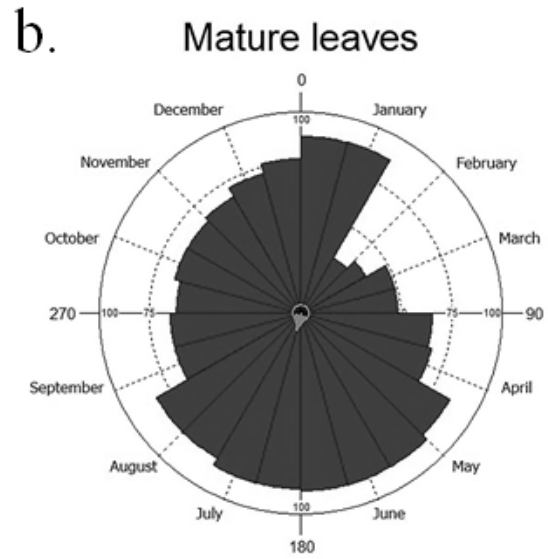 b.
Mature leaves
0
December
January
100
November
February
October
March
270
100
75
75
100
90
September
April
August
May
July
June
100
180